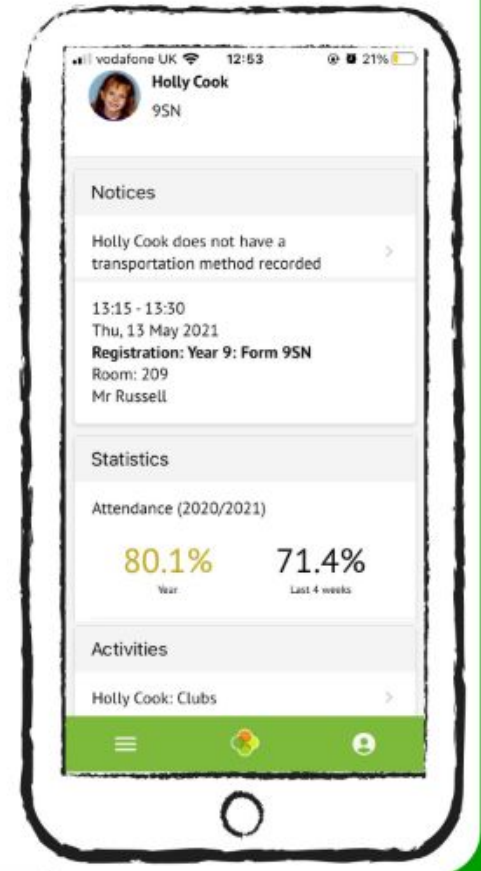 vodafone UK 12:53 21%
Holly Cook
9SN
Notices
Holly Cook does not have a
transportation method recorded
13:15 - 13:30
Thu, 13 May 2021
Registration: Year 9: Form 9SN
Room: 209
Mr Russell
Statistics
Attendance (2020/2021)
80.1% 71.4%
Year Last 4 weeks
Activities
Holly Cook: Clubs